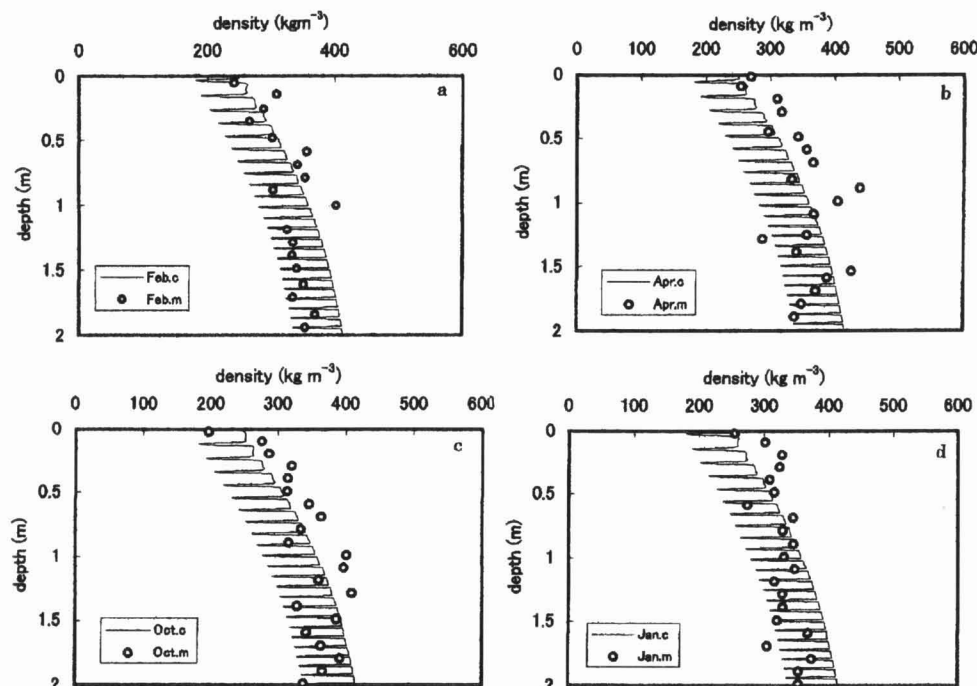 density (kgm⁻³)
0 200 400 600
0
0.5
1
1.5
2
depth (m)
a
Feb.c
Feb.m
density (kg m⁻³)
0 100 200 300 400 500 600
0
0.5
1
1.5
2
depth (m)
b
Apr.c
Apr.m
density (kg m⁻³)
0 100 200 300 400 500 600
0
0.5
1
1.5
2
depth (m)
c
Oct.c
Oct.m
density (kg m⁻³)
0 100 200 300 400 500 600
0
0.5
1
1.5
2
depth (m)
d
Jan.c
Jan.m